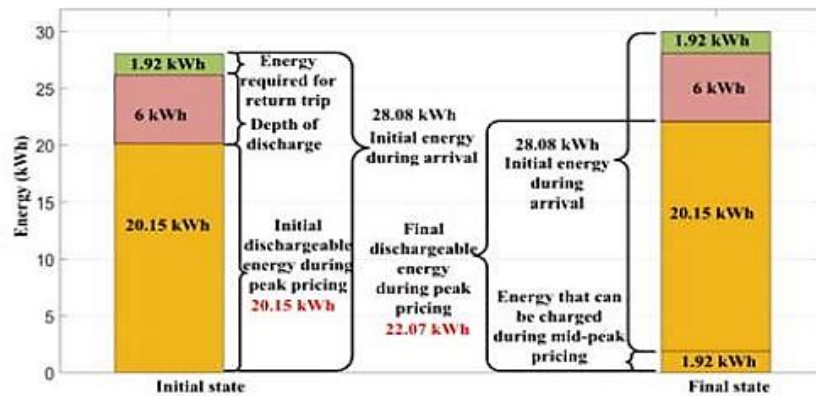 30
25
20
15
10
5
0
Energy (kWh)
1.92 kWh
6 kWh
20.15 kWh
Initial state
Energy
required for
return trip
Depth of
discharge
28.08 kWh
Initial energy
during arrival
Initial
dischargeable
energy during
peak pricing
20.15 kWh
Final
dischargeable
energy
during peak
pricing
22.07 kWh
28.08 kWh
Initial energy
during
arrival
Energy that can
be charged
during mid-peak
pricing
1.92 kWh
6 kWh
20.15 kWh
1.92 kWh
Final state